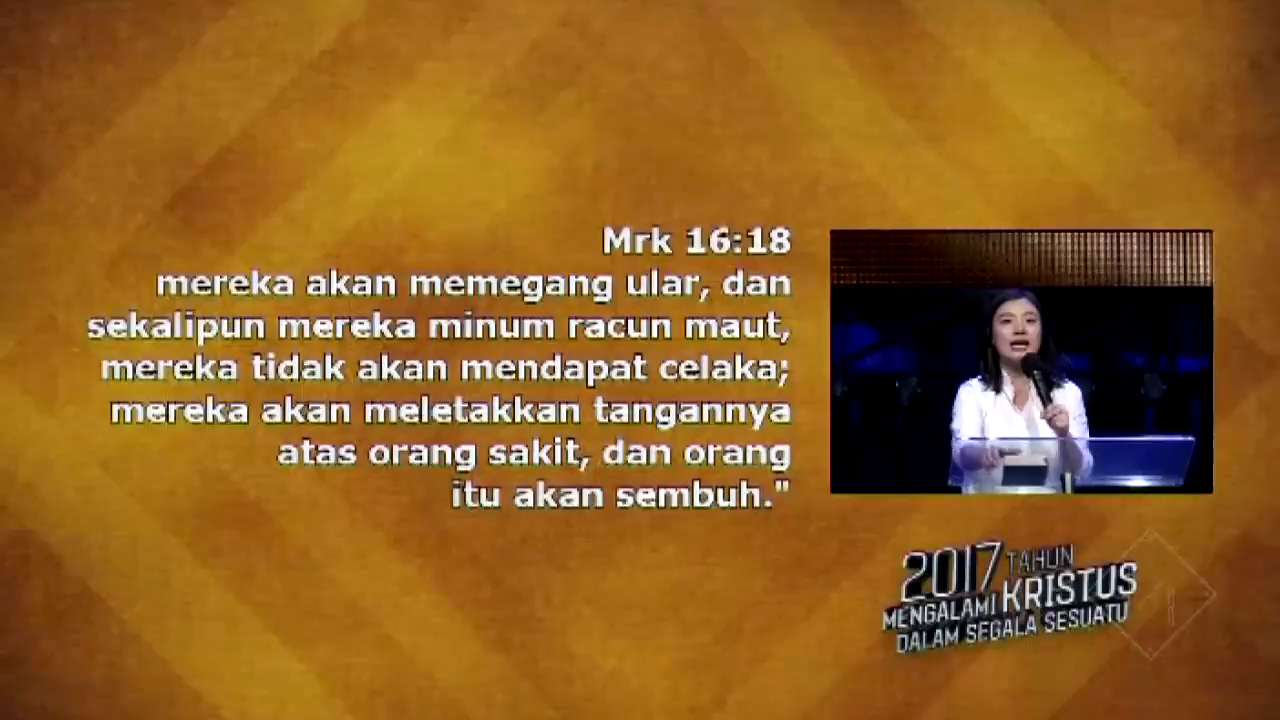 Mrk 16:18
mereka akan memegang ular, dan
sekalipun mereka minum racun maut,
mereka tidak akan mendapat celaka;
mereka akan meletakkan tangannya
atas orang sakit, dan orang
itu akan sembuh."
2017 TAHUN
MENGALAMI KRISTUS
DALAM SEGALA SESUATU